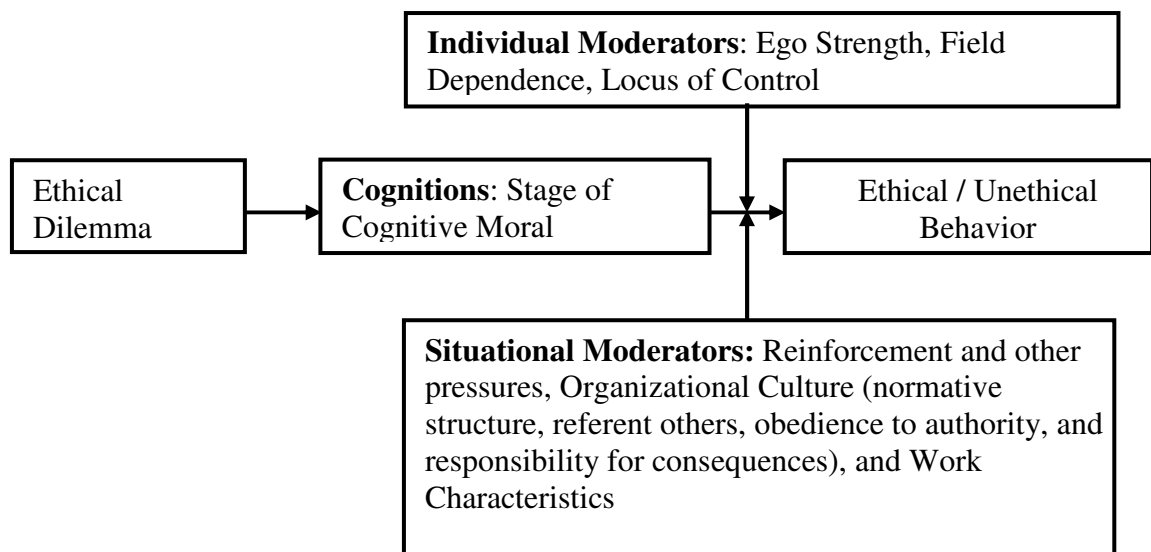 Individual Moderators: Ego Strength, Field
Dependence, Locus of Control
Ethical
Dilemma
Cognitions: Stage of
Cognitive Moral
Ethical / Unethical
Behavior
Situational Moderators: Reinforcement and other
pressures, Organizational Culture (normative
structure, referent others, obedience to authority, and
responsibility for consequences), and Work
Characteristics